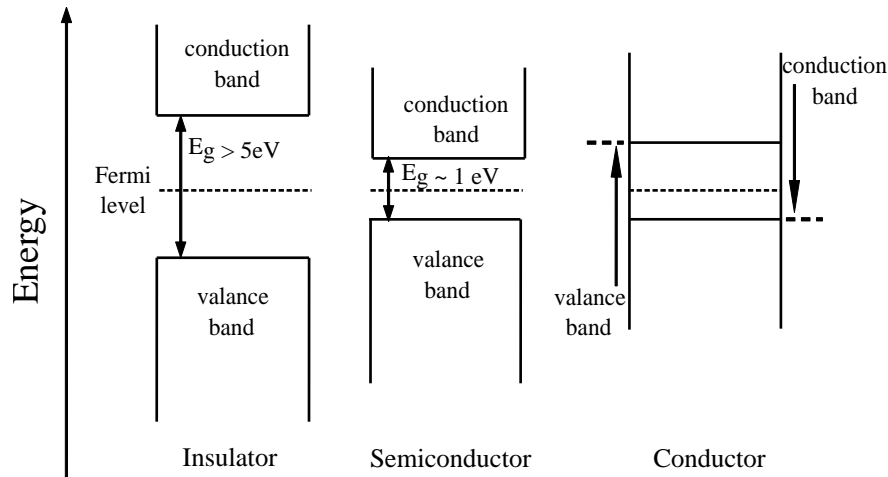 Energy
Fermi
level
conduction
band
Eg > 5eV
valance
band
Insulator
conduction
band
Eg ~ 1 eV
valance
band
Semiconductor
conduction
band
valance
band
Conductor